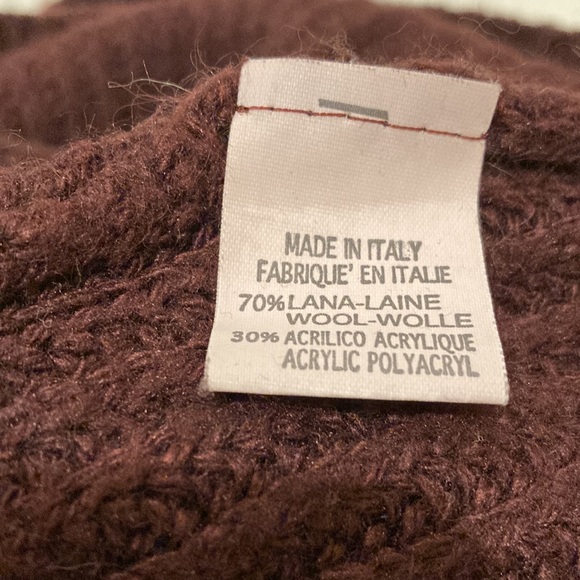 MADE IN ITALY
FABRIQUE' EN ITALIE
70% LANA-LAINE
WOOL-WOLLE
30% ACRILICO ACRYLIQUE
ACRYLIC POLYACRYL